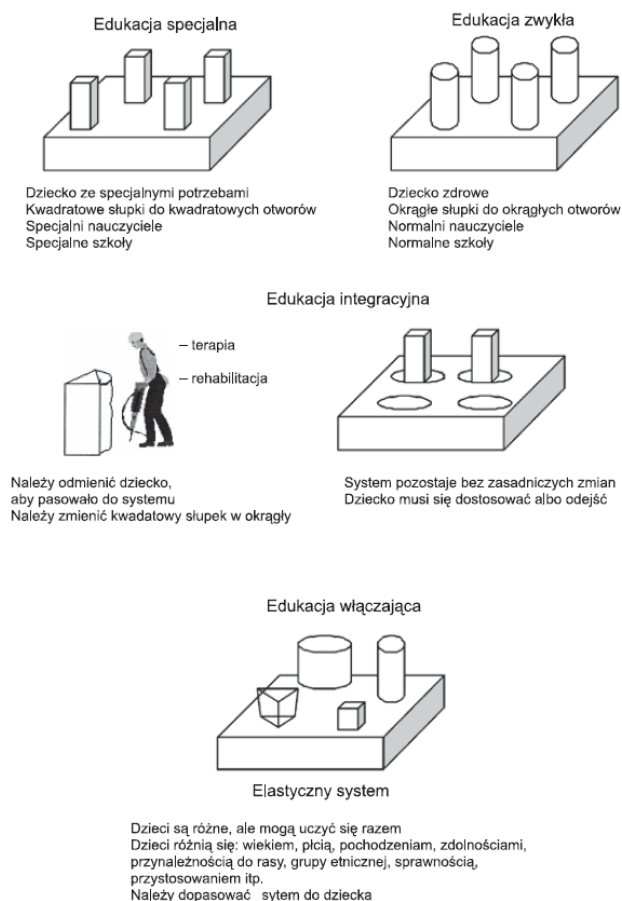 Edukacja specjalna
Dziecko ze specjalnymi potrzebami
Kwadratowe słupki do kwadratowych otworów
Specjalni nauczyciele
Specjalne szkoły
Edukacja zwykła
Dziecko zdrowe
Okrągłe słupki do okrągłych otworów
Normalni nauczyciele
Normalne szkoły
Edukacja integracyjna
– terapia
– rehabilitacja
Należy odmienić dziecko,
aby pasowało do systemu
Należy zmienić kwadatowy słupek w okrągły
System pozostaje bez zasadniczych zmian
Dziecko musi się dostosować albo odejść
Edukacja włączająca
Elastyczny system
Dzieci są różne, ale mogą uczyć się razem
Dzieci różnią się: wiekiem, płcią, pochodzeniam, zdolnościami,
przynależnością do rasy, grupy etnicznej, sprawnością,
przystosowaniem itp.
Należy dopasować sytem do dziecka